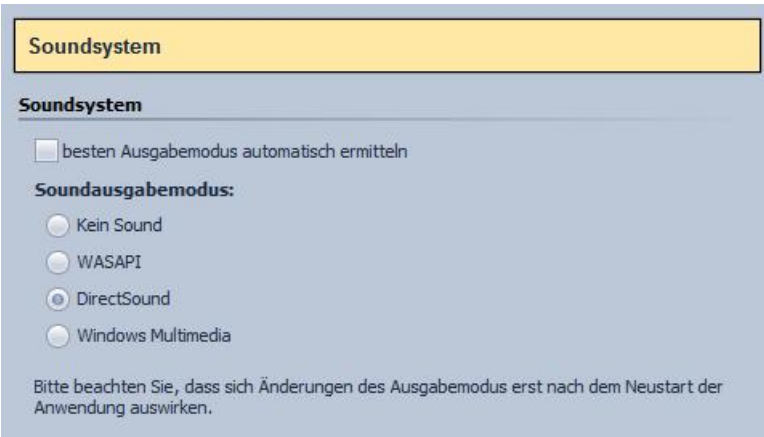 Soundsystem
Soundsystem
besten Ausgabemodus automatisch ermitteln
Soundausgabemodus:
Kein Sound
WASAPI
DirectSound
Windows Multimedia
Bitte beachten Sie, dass sich Änderungen des Ausgabemodus erst nach dem Neustart der
Anwendung auswirken.